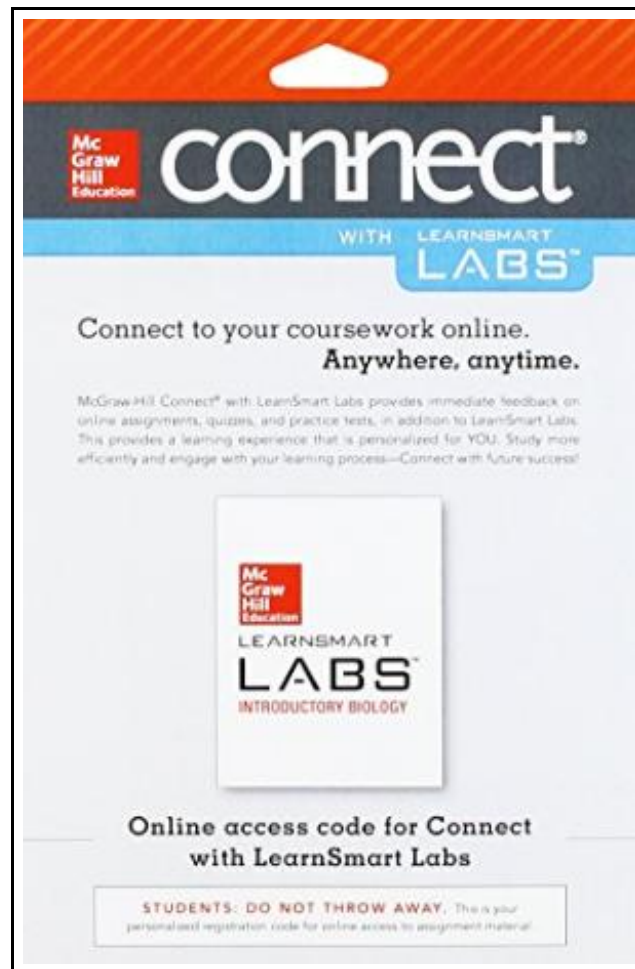 Mc
Graw
Hill
Education
connect®
WITH LEARNSMART
LABS™
Connect to your coursework online.
Anywhere, anytime.
McGraw-Hill Connect® with LearnSmart Labs provides immediate feedback on
online assignments, quizzes, and practice tests, in addition to LearnSmart Labs.
This provides a learning experience that is personalized for YOU. Study more
efficiently and engage with your learning process—Connect with future success!
Mc
Graw
Hill
Education
LEARNSMART
LABS™
INTRODUCTORY BIOLOGY
Online access code for Connect
with LearnSmart Labs
STUDENTS: DO NOT THROW AWAY. This is your
personalized registration code for online access to assignment material.